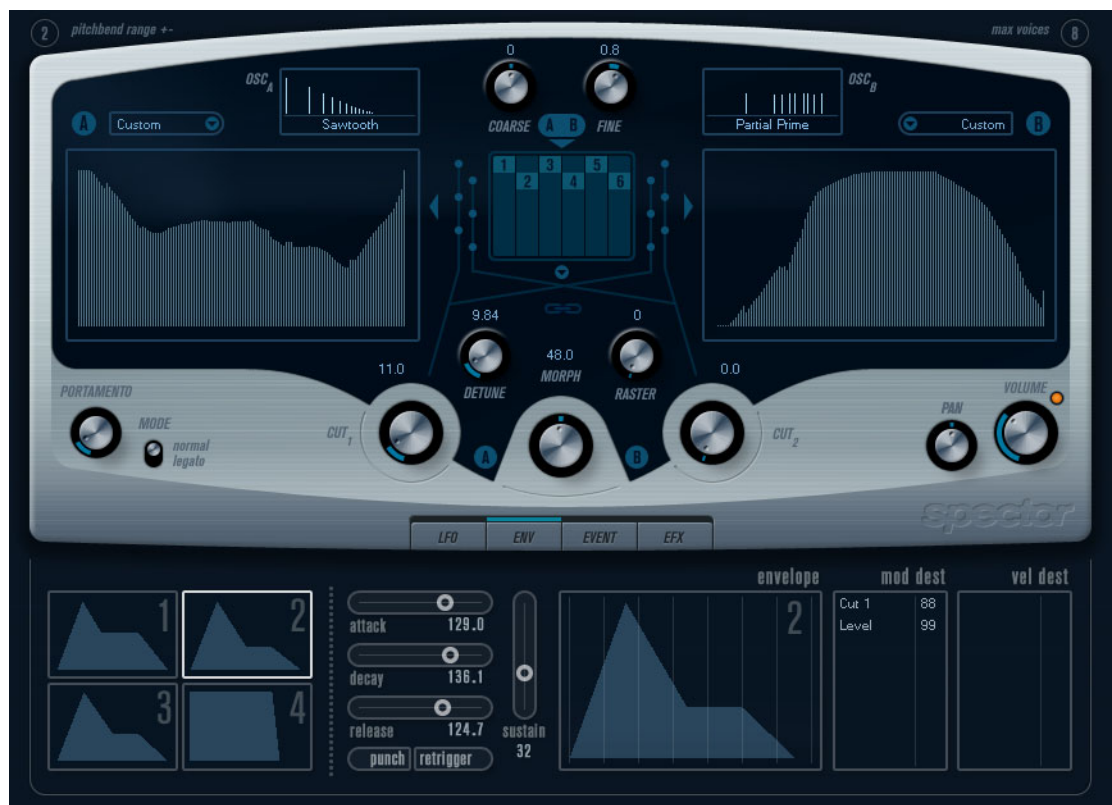 2 pitchbend range +- max voices 8
0 0.8
OSC A OSC B
A Custom Sawtooth COARSE A B FINE Partial Prime Custom B
1 3 5
2 4 6
9.84 0
48.0
11.0 MORPH 0.0
DETUNE RASTER
PORTAMENTO VOLUME
MODE PAN
normal CUT 1 CUT 2
legato
A B
spector
LFO ENV EVENT EFX
envelope mod dest vel dest
1 2
attack 129.0
decay 136.1
release 124.7
sustain
32
punch retrigger
3 4
2
Cut 1 88
Level 99